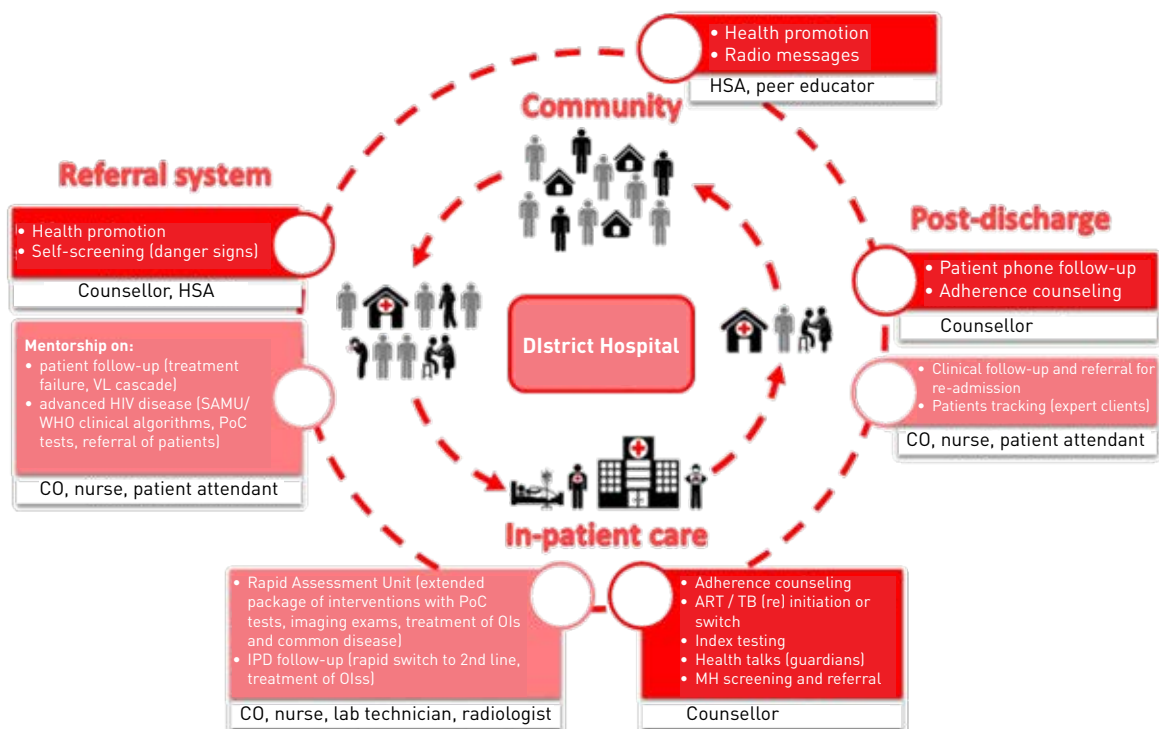 • Health promotion
• Radio messages
HSA, peer educator
Community
Referral system
• Health promotion
• Self-screening (danger signs)
Counsellor, HSA
Mentorship on:
• patient follow-up (treatment
failure, VL cascade)
• advanced HIV disease (SAMU/
WHO clinical algorithms, PoC
tests, referral of patients)
CO, nurse, patient attendant
DIstrict Hospital
Post-discharge
• Patient phone follow-up
• Adherence counseling
Counsellor
• Clinical follow-up and referral for
re-admission
• Patients tracking (expert clients)
CO, nurse, patient attendant
In-patient care
• Rapid Assessment Unit (extended
package of interventions with PoC
tests, imaging exams, treatment of OIs
and common disease)
• IPD follow-up (rapid switch to 2nd line,
treatment of OIss)
CO, nurse, lab technician, radiologist
• Adherence counseling
• ART / TB (re) initiation or
switch
• Index testing
• Health talks (guardians)
• MH screening and referral
Counsellor